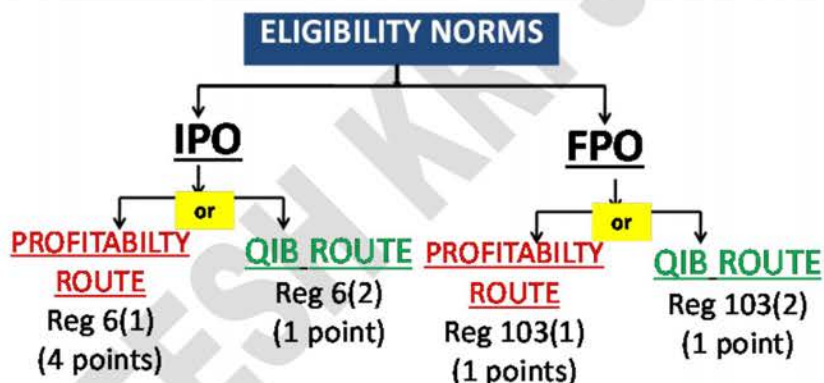 ELIGIBILITY NORMS
IPO
FPO
or
or
PROFITABILTY
ROUTE
Reg 6(1)
(4 points)
QIB ROUTE
Reg 6(2)
(1 point)
PROFITABILTY
ROUTE
Reg 103(1)
(1 points)
QIB ROUTE
Reg 103(2)
(1 point)